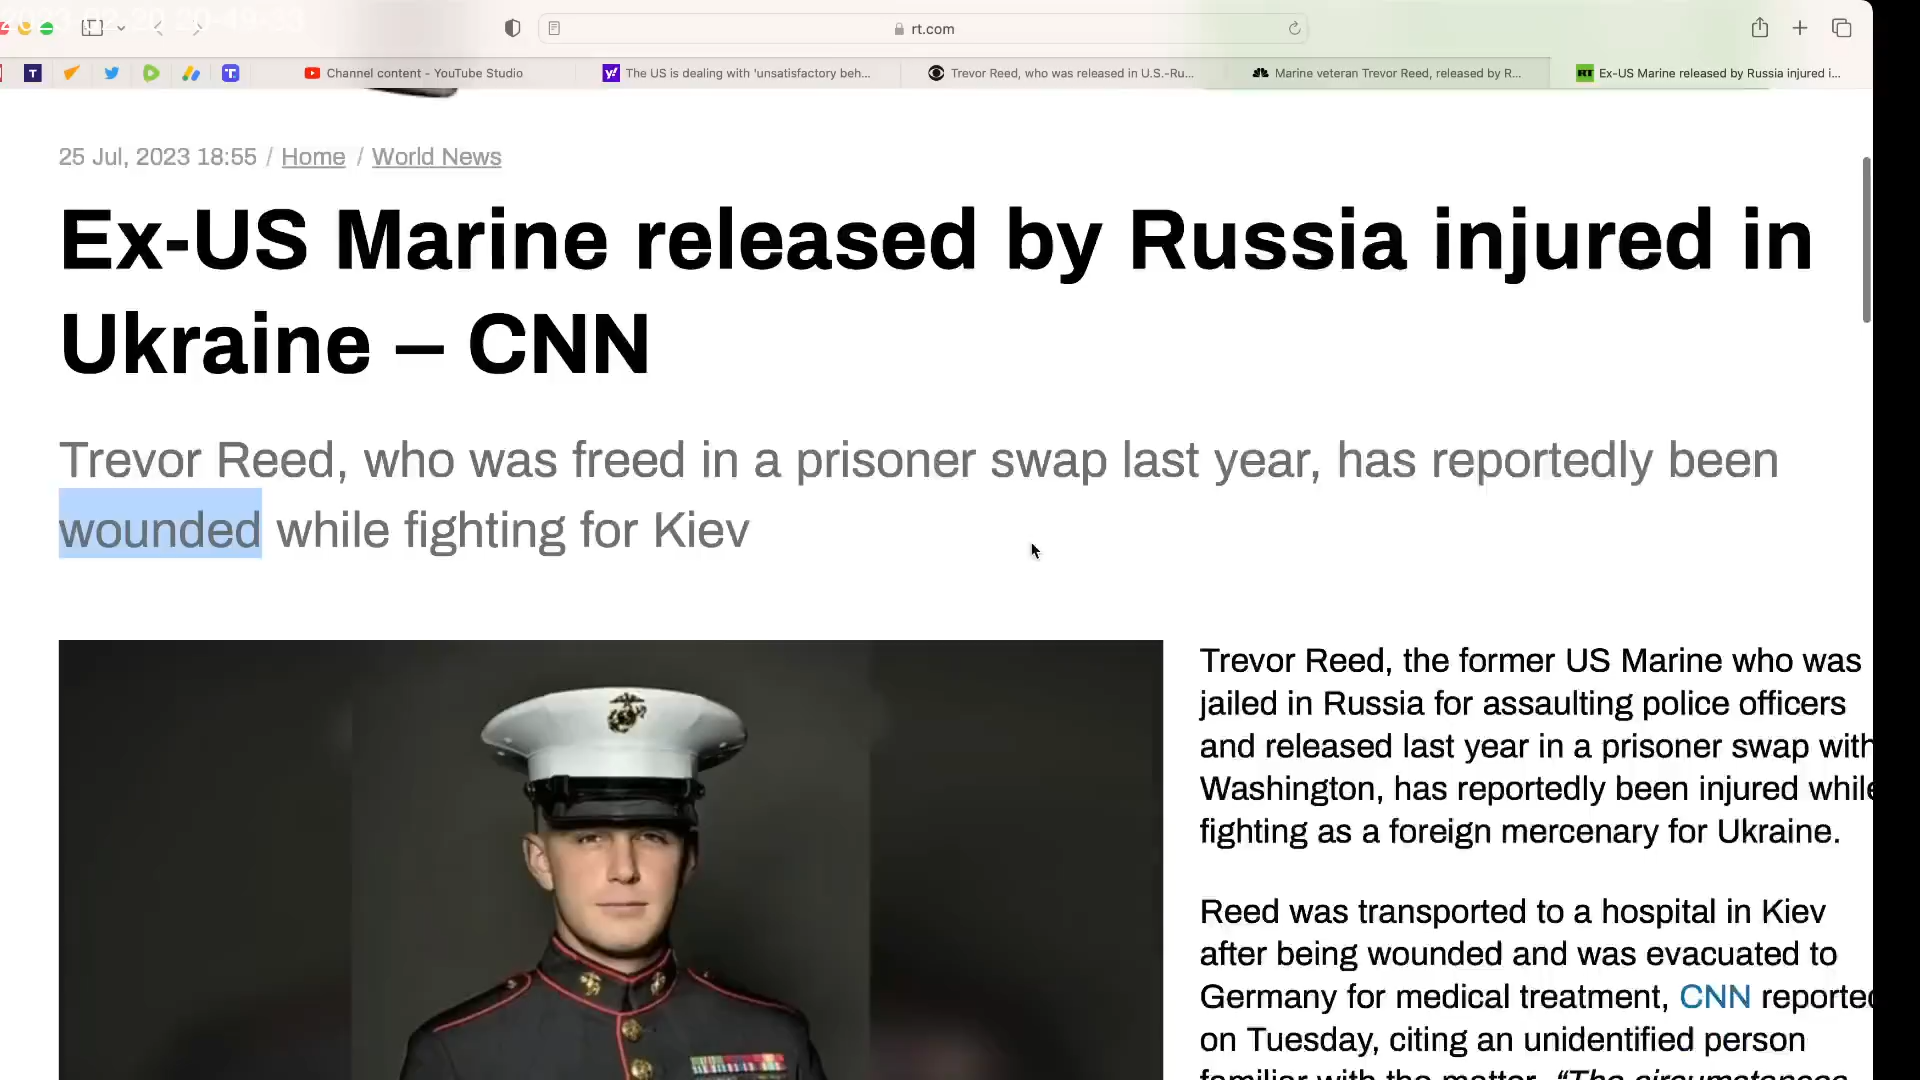 2023-02-20 20-49-53
rt.com
Channel content - YouTube Studio
The US is dealing with 'unsatisfactory beh...
Trevor Reed, who was released in U.S.-Ru...
Marine veteran Trevor Reed, released by R...
RT Ex-US Marine released by Russia injured i...
25 Jul, 2023 18:55 / Home / World News
Ex-US Marine released by Russia injured in
Ukraine – CNN
Trevor Reed, who was freed in a prisoner swap last year, has reportedly been
wounded while fighting for Kiev
Trevor Reed, the former US Marine who was
jailed in Russia for assaulting police officers
and released last year in a prisoner swap with
Washington, has reportedly been injured while
fighting as a foreign mercenary for Ukraine.
Reed was transported to a hospital in Kiev
after being wounded and was evacuated to
Germany for medical treatment, CNN reported
on Tuesday, citing an unidentified person
familiar with the matter. “The circumstances